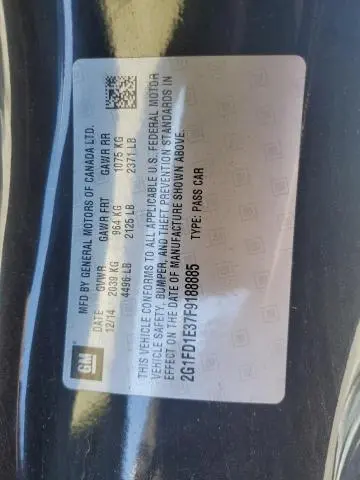 GM
MFD BY GENERAL MOTORS OF CANADA LTD.
DATE GVWR GAWR FRT GAWR RR
12/14 2039 KG 964 KG 1075 KG
4496 LB 2125 LB 2371 LB
THIS VEHICLE CONFORMS TO ALL APPLICABLE U.S. FEDERAL MOTOR
VEHICLE SAFETY, BUMPER, AND THEFT PREVENTION STANDARDS IN
EFFECT ON THE DATE OF MANUFACTURE SHOWN ABOVE.
2G1FD1E37F9188885 TYPE: PASS CAR